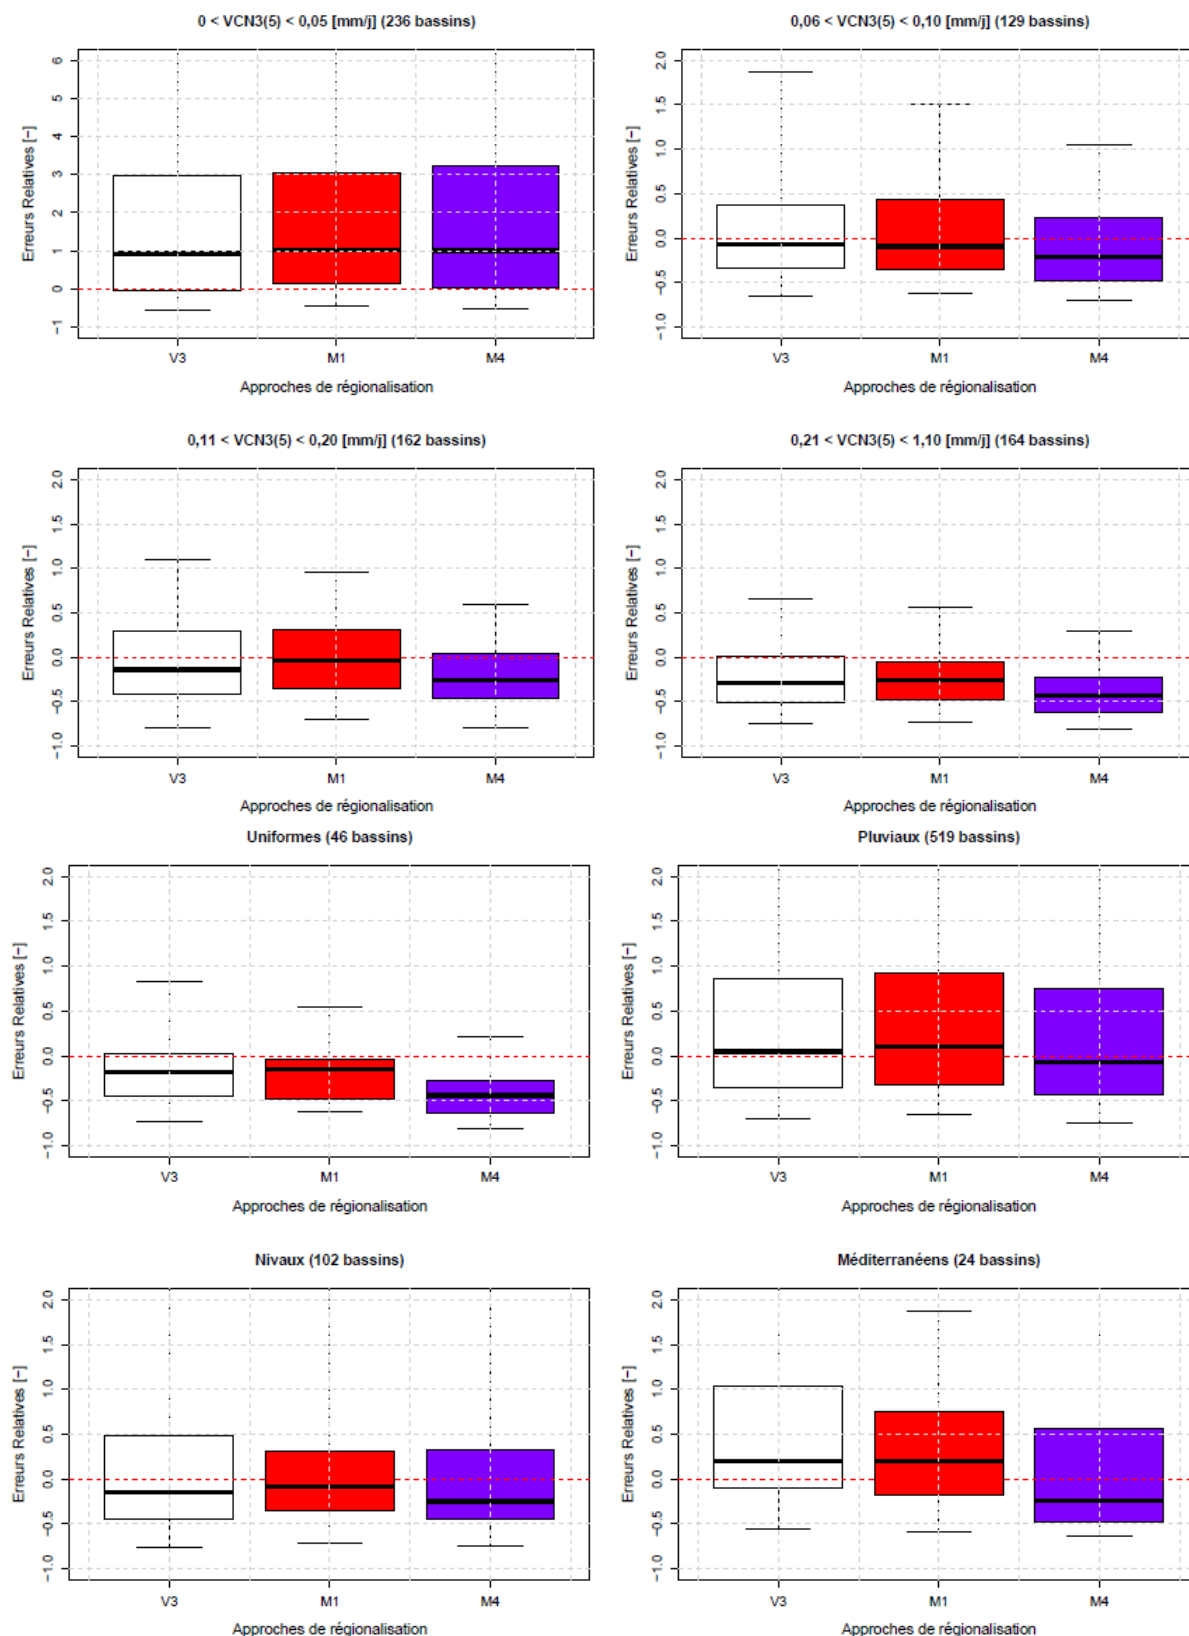 0 < VCN3(5) < 0,05 [mm/j] (236 bassins)
Erreurs Relatives [−]
6
5
4
3
2
1
0
−1
V3 M1 M4
Approches de régionalisation
0,06 < VCN3(5) < 0,10 [mm/j] (129 bassins)
Erreurs Relatives [−]
2.0
1.5
1.0
0.5
0.0
−0.5
−1.0
V3 M1 M4
Approches de régionalisation
0,11 < VCN3(5) < 0,20 [mm/j] (162 bassins)
Erreurs Relatives [−]
2.0
1.5
1.0
0.5
0.0
−0.5
−1.0
V3 M1 M4
Approches de régionalisation
0,21 < VCN3(5) < 1,10 [mm/j] (164 bassins)
Erreurs Relatives [−]
2.0
1.5
1.0
0.5
0.0
−0.5
−1.0
V3 M1 M4
Approches de régionalisation
Uniformes (46 bassins)
Erreurs Relatives [−]
2.0
1.5
1.0
0.5
0.0
−0.5
−1.0
V3 M1 M4
Approches de régionalisation
Pluviaux (519 bassins)
Erreurs Relatives [−]
2.0
1.5
1.0
0.5
0.0
−0.5
−1.0
V3 M1 M4
Approches de régionalisation
Nivaux (102 bassins)
Erreurs Relatives [−]
2.0
1.5
1.0
0.5
0.0
−0.5
−1.0
V3 M1 M4
Approches de régionalisation
Méditerranéens (24 bassins)
Erreurs Relatives [−]
2.0
1.5
1.0
0.5
0.0
−0.5
−1.0
V3 M1 M4
Approches de régionalisation